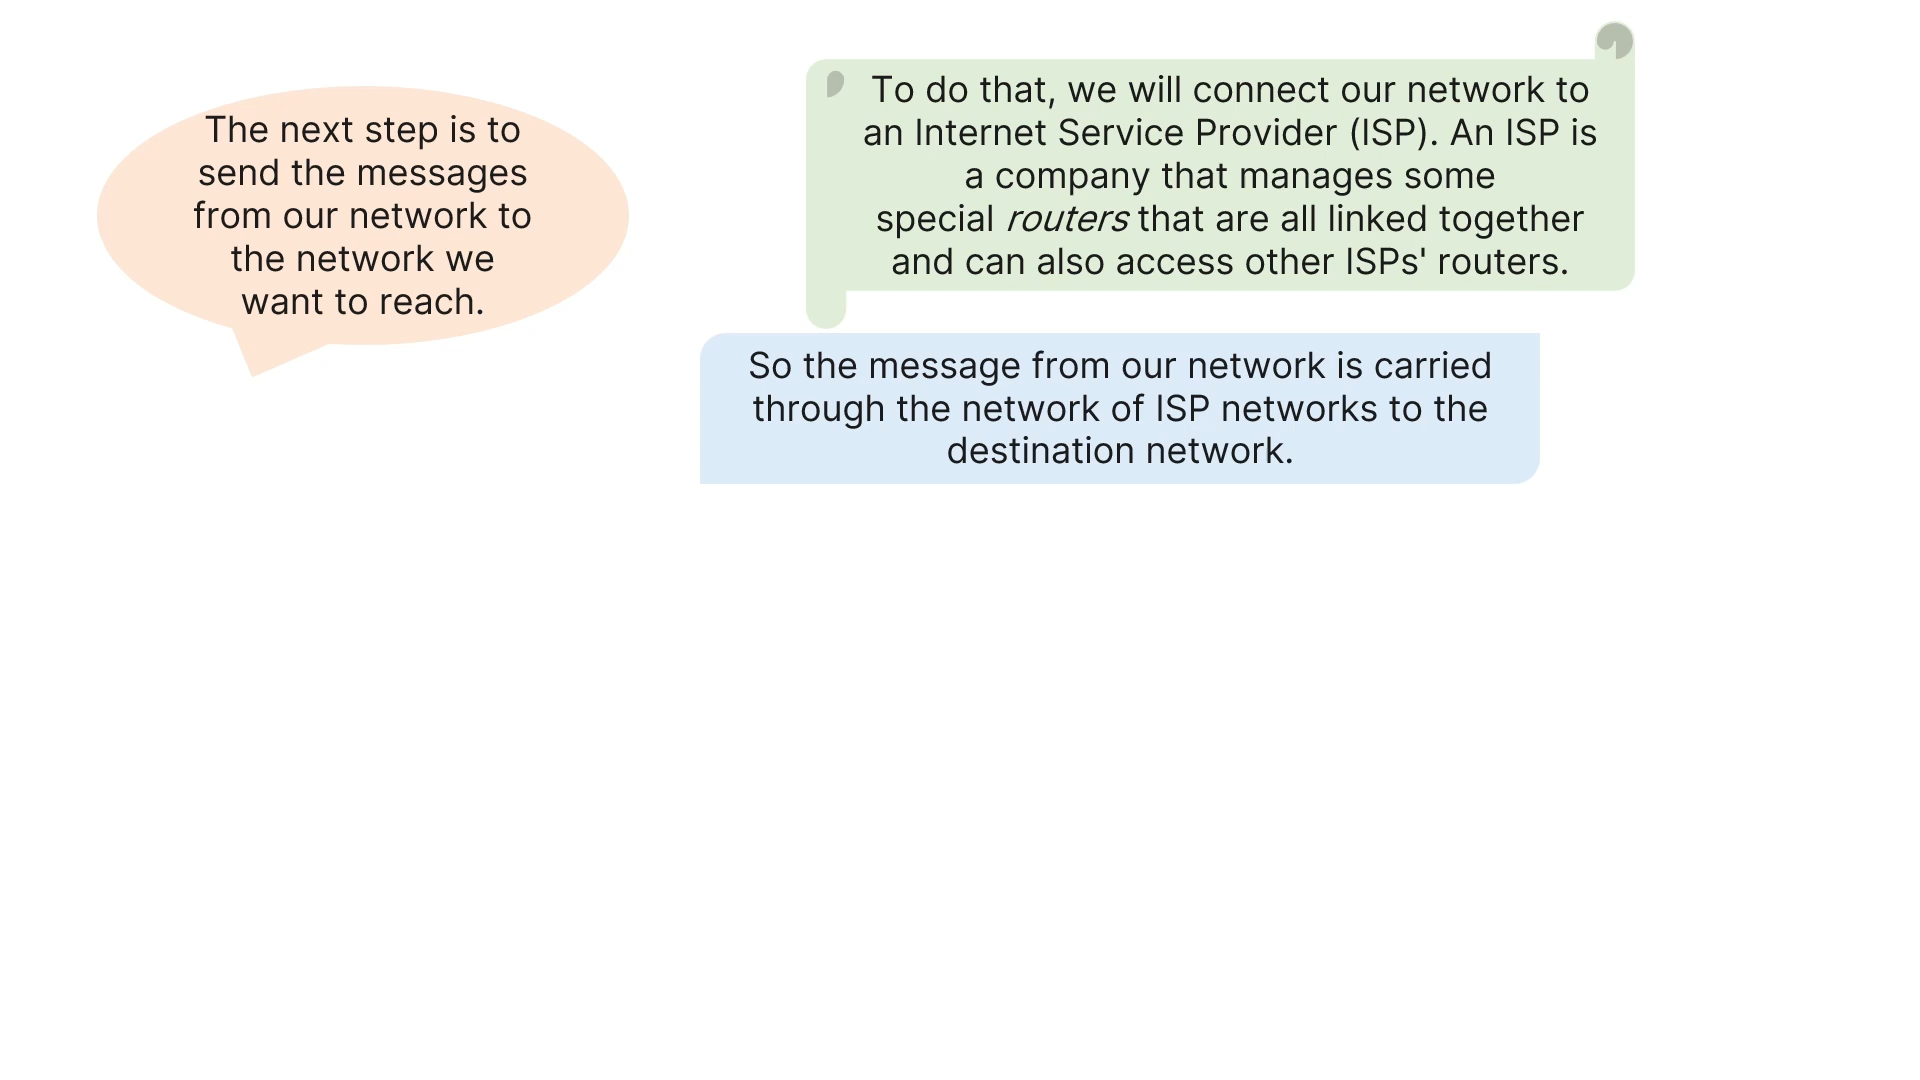 The next step is to
send the messages
from our network to
the network we
want to reach.
To do that, we will connect our network to
an Internet Service Provider (ISP). An ISP is
a company that manages some
special routers that are all linked together
and can also access other ISPs' routers.
So the message from our network is carried
through the network of ISP networks to the
destination network.